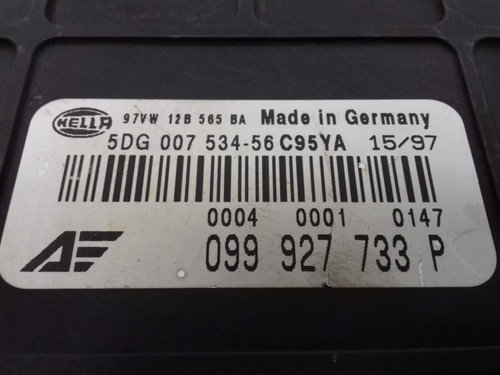 HELLA 97VW 12B 565 BA Made in Germany
5DG 007 534-56 C95YA 15/97
0004 0001 0147
AE 099 927 733 P